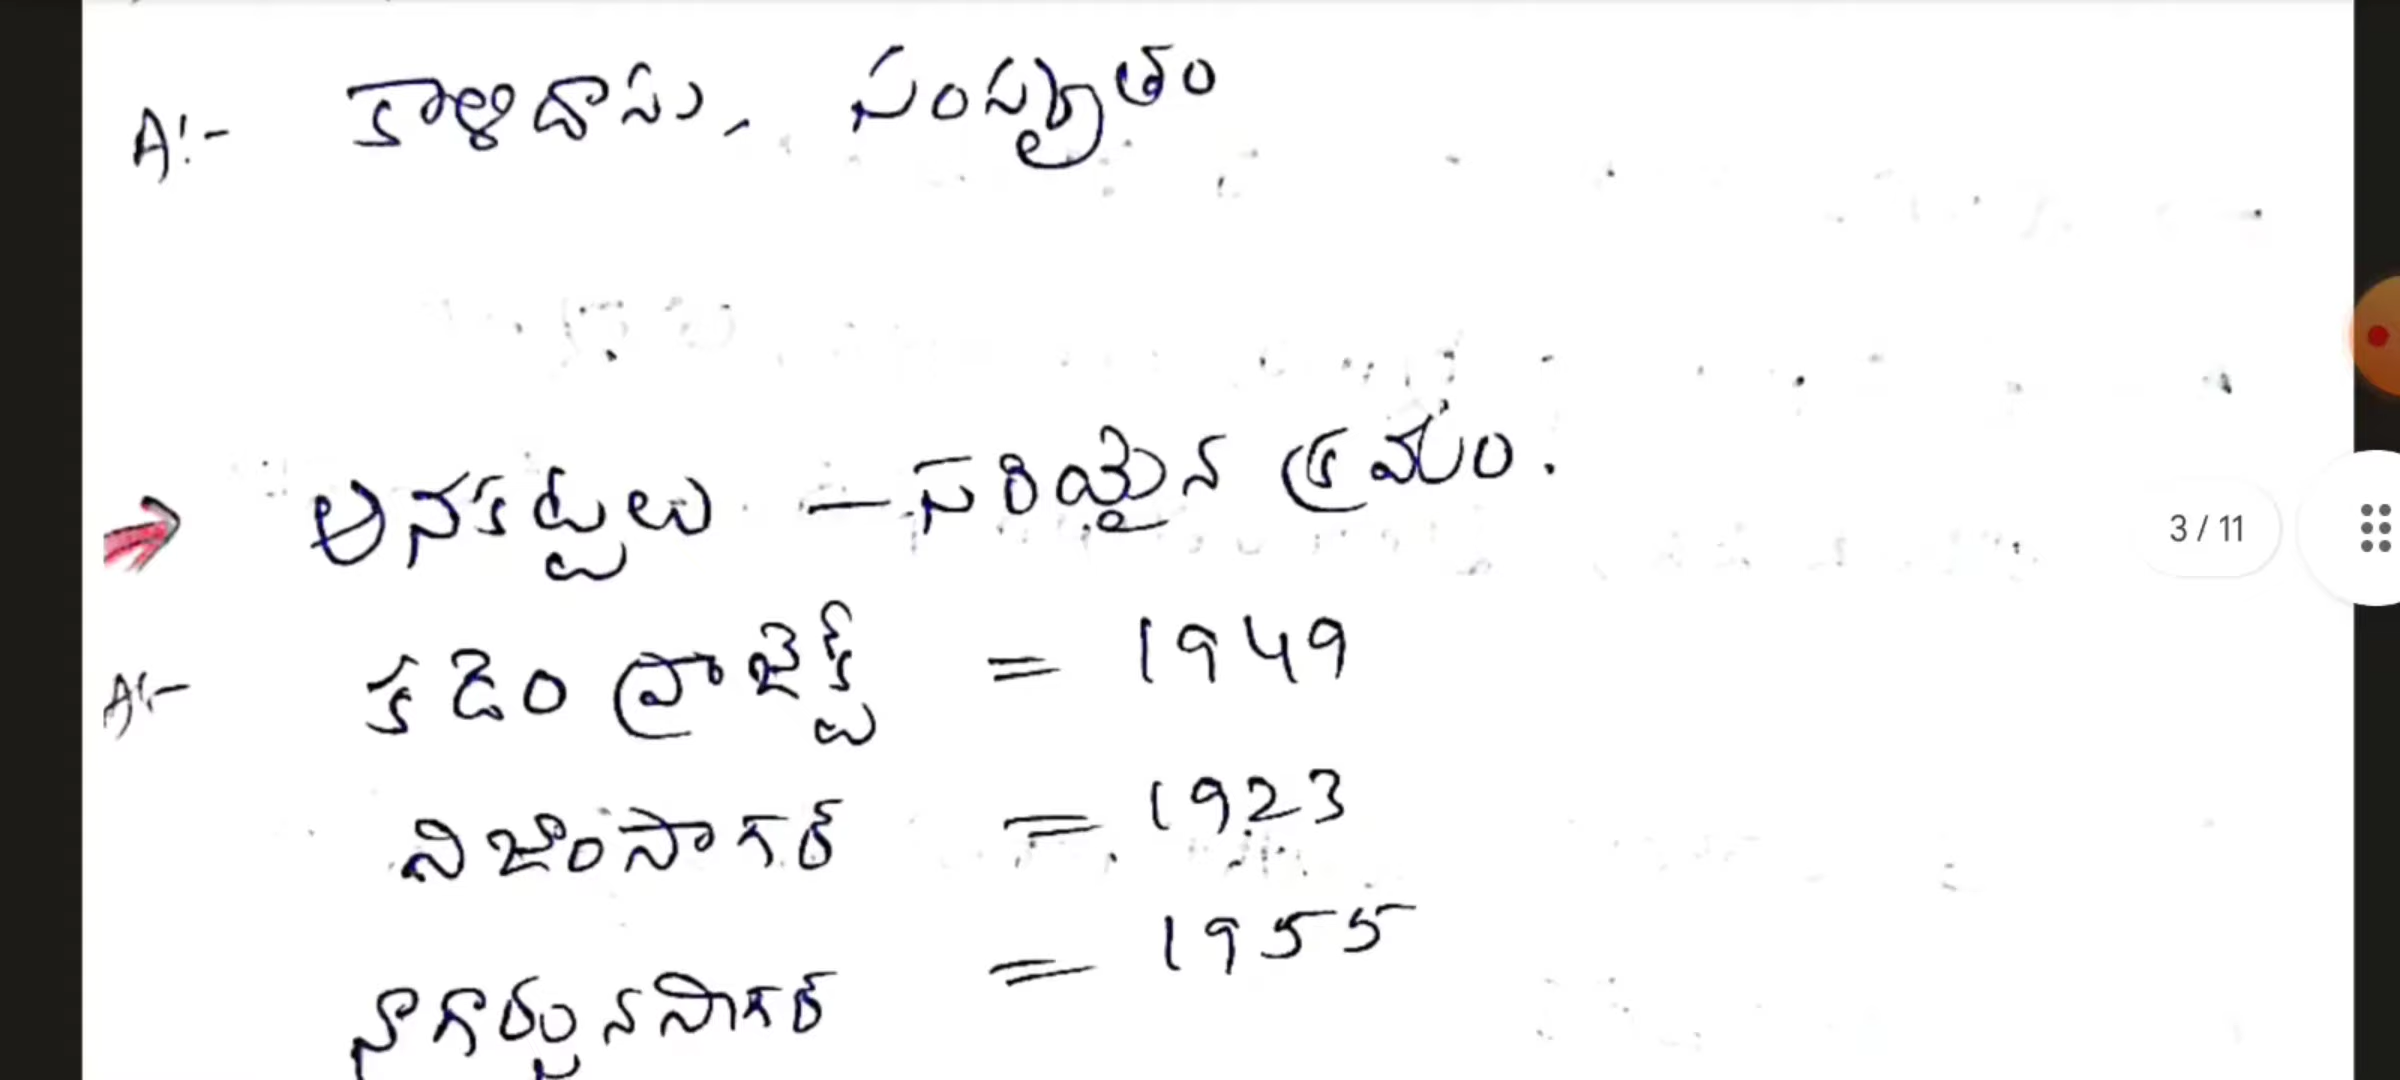 A:- కాళిదాసు, సంస్కృతం
అనకట్టలు - సరియైన క్రమం.
3 / 11
A:- కడెం ప్రాజెక్ట్ = 1949
నిజాంసాగర్ = 1923
నాగార్జునసాగర్ = 1955